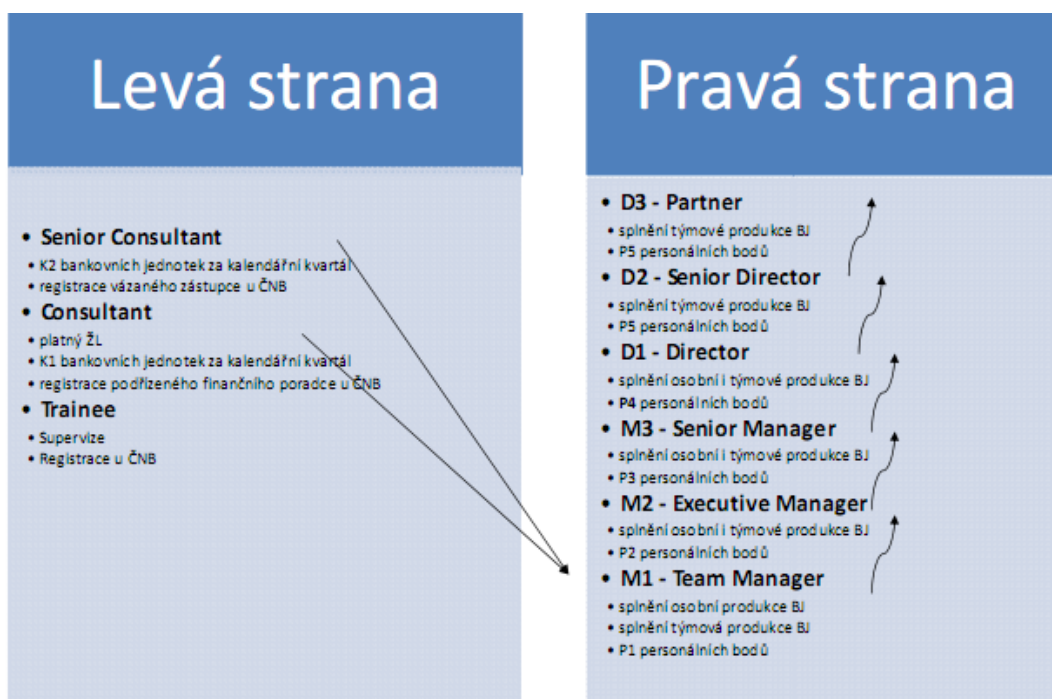 Levá strana
• Senior Consultant
• K2 bankovních jednotek za kalendářní kvartál
• registrace vázaného zástupce u ČNB
• Consultant
• platný ŽL
• K1 bankovních jednotek za kalendářní kvartál
• registrace podřízeného finančního poradce u ČNB
• Trainee
• Supervize
• Registrace u ČNB
Pravá strana
• D3 - Partner
• splnění týmové produkce BJ
• P5 personálních bodů
• D2 - Senior Director
• splnění týmové produkce BJ
• P5 personálních bodů
• D1 - Director
• splnění osobní i týmové produkce BJ
• P4 personálních bodů
• M3 - Senior Manager
• splnění osobní i týmové produkce BJ
• P3 personálních bodů
• M2 - Executive Manager
• splnění osobní i týmové produkce BJ
• P2 personálních bodů
• M1 - Team Manager
• splnění osobní produkce BJ
• splnění týmová produkce BJ
• P1 personálních bodů